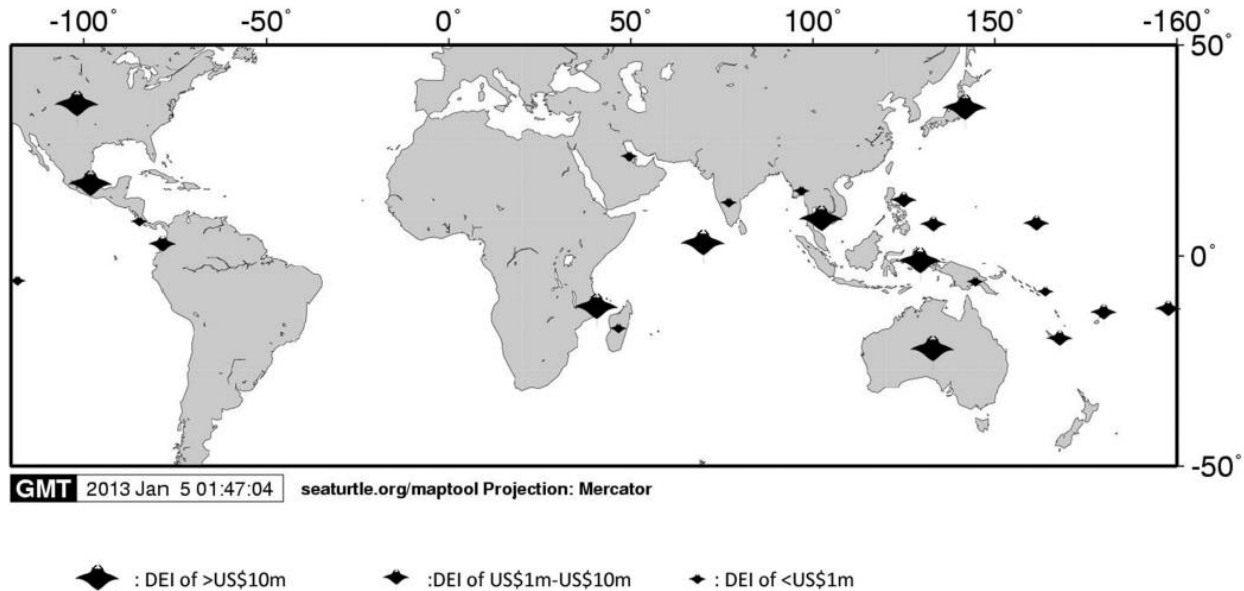 -100° -50° 0° 50° 100° 150° -160°
50°
0°
-50°
GMT 2013 Jan 5 01:47:04 seaturtle.org/maptool Projection: Mercator
: DEI of >US$10m :DEI of US$1m-US$10m : DEI of <US$1m